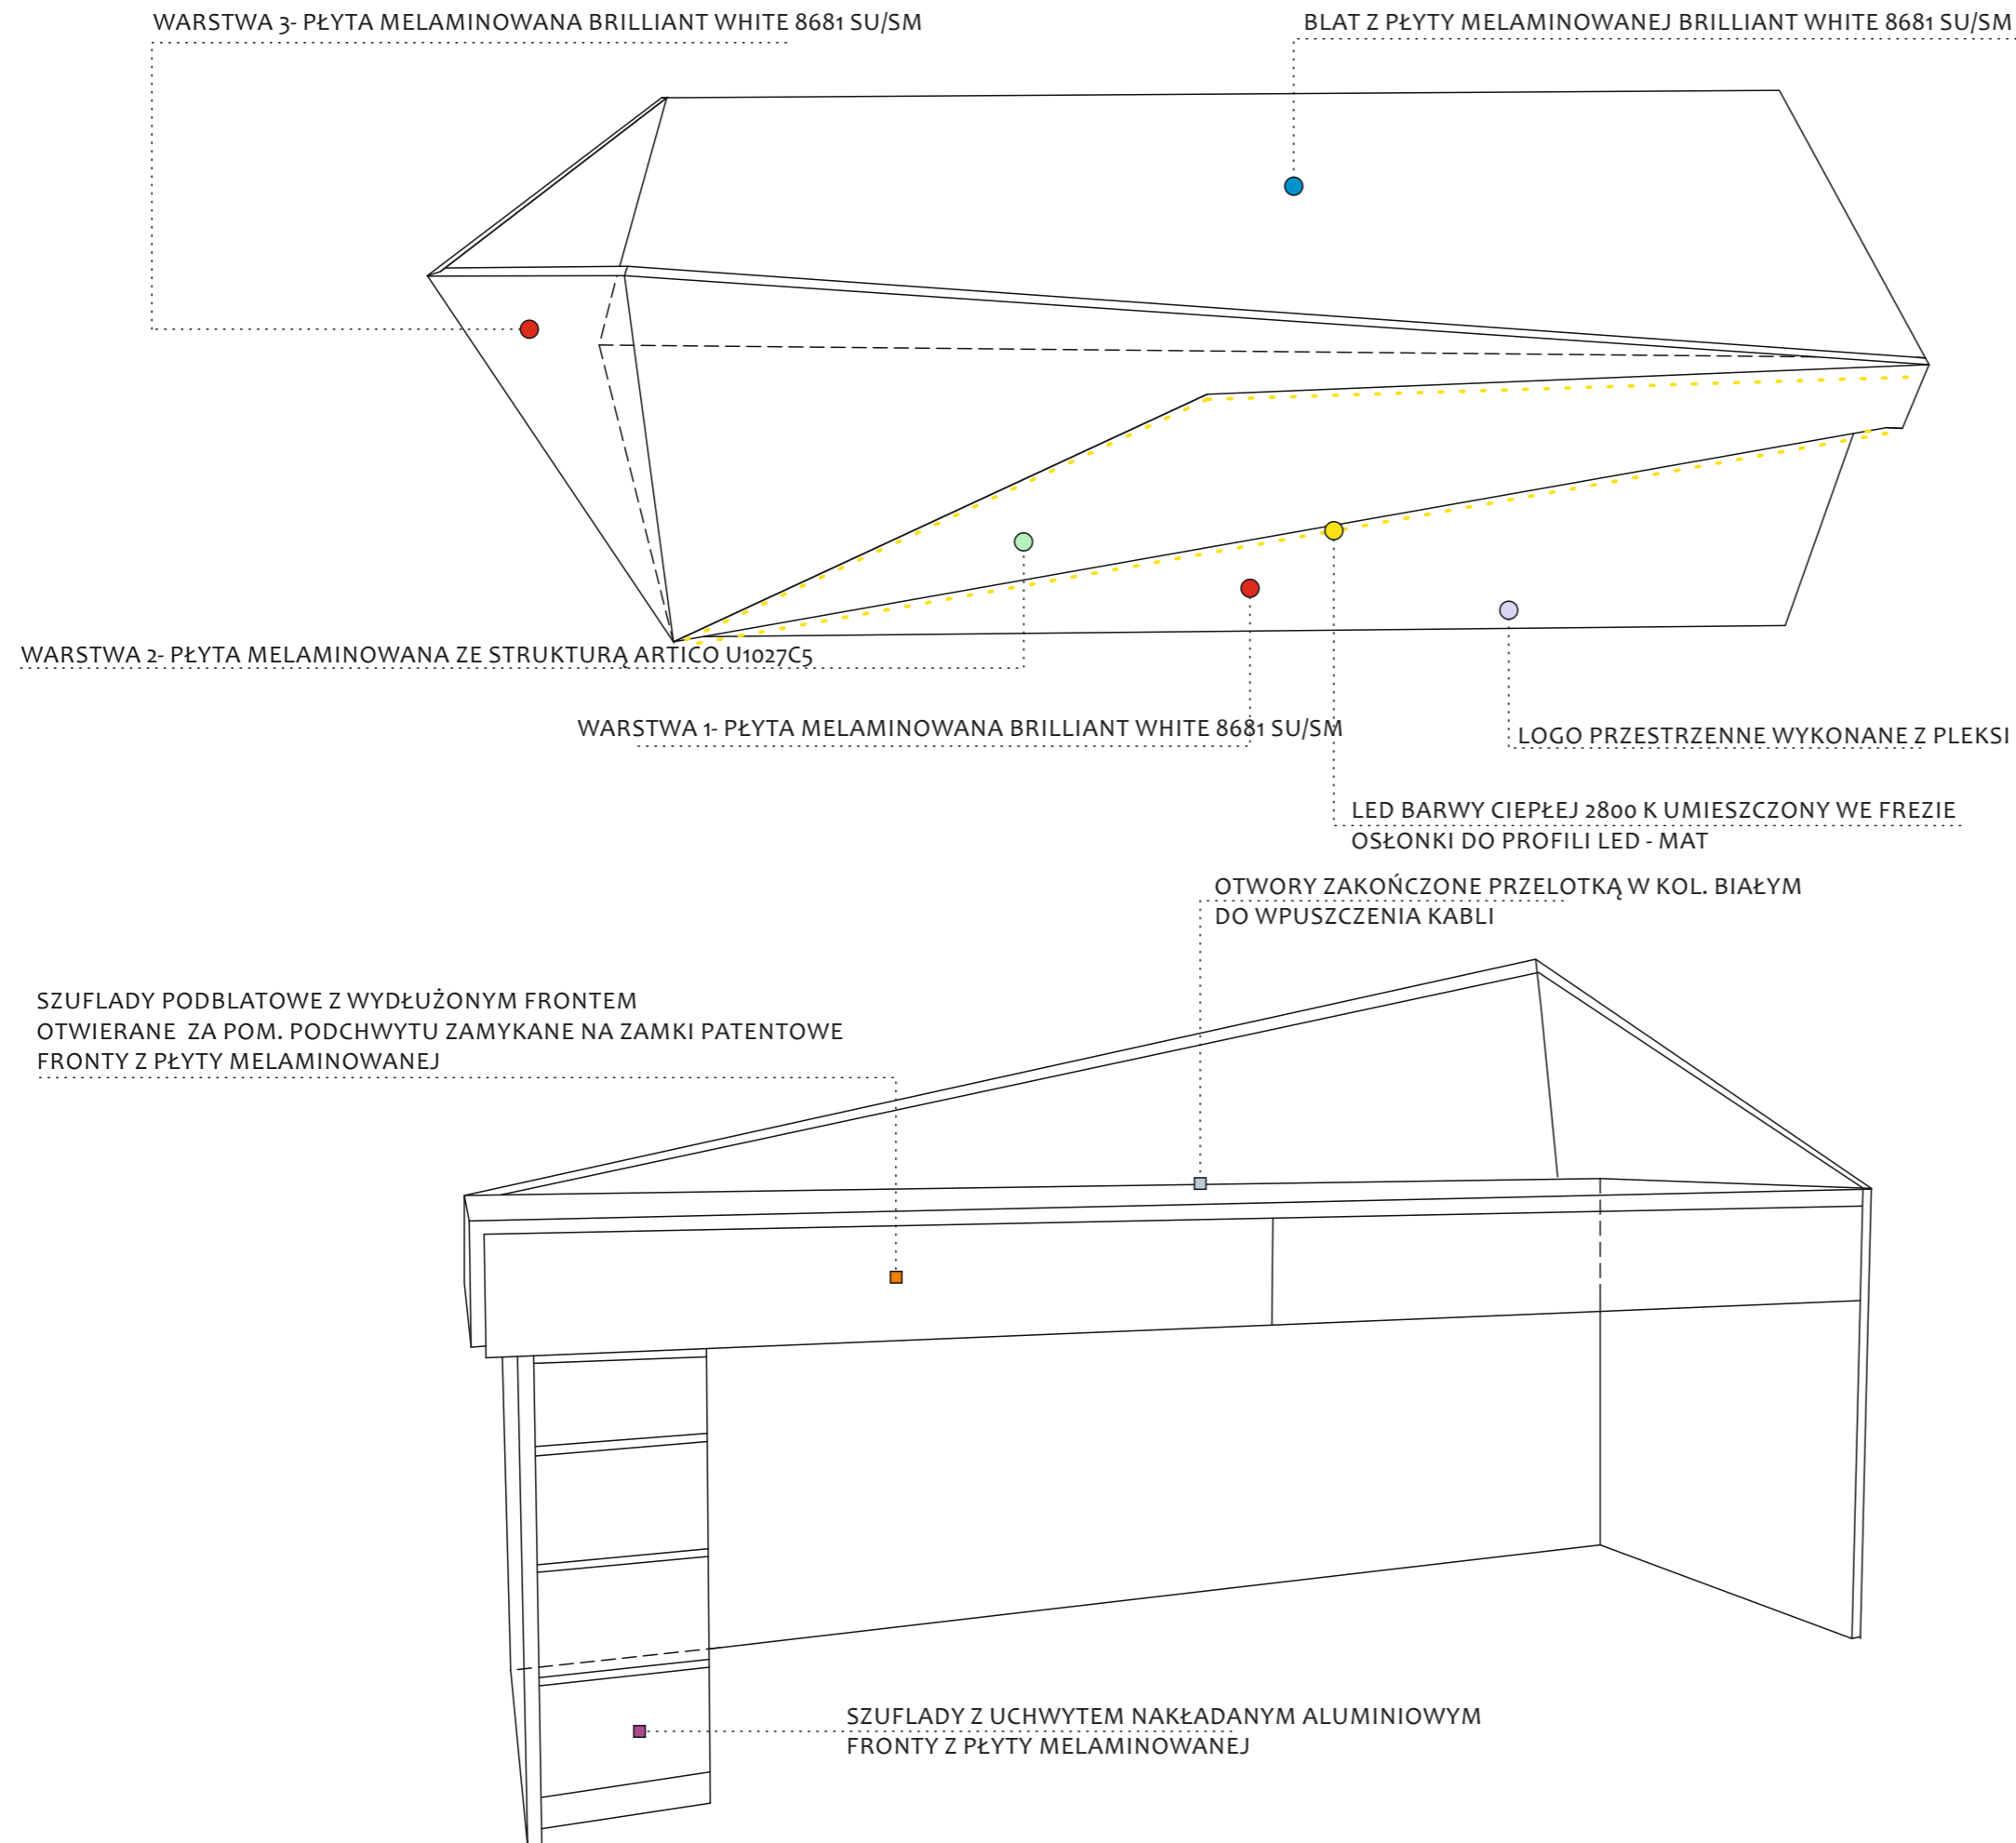 WARSTWA 3- PŁYTA MELAMINOWANA BRILLIANT WHITE 8681 SU/SM
BLAT Z PŁYTY MELAMINOWANEJ BRILLIANT WHITE 8681 SU/SM
WARSTWA 2- PŁYTA MELAMINOWANA ZE STRUKTURĄ ARTICO U1027C5
WARSTWA 1- PŁYTA MELAMINOWANA BRILLIANT WHITE 8681 SU/SM
LOGO PRZESTRZENNE WYKONANE Z PLEKSI
LED BARWY CIEPŁEJ 2800 K UMIESZCZONY WE FREZIE
OSŁONKI DO PROFILI LED - MAT
OTWORY ZAKOŃCZONE PRZELOTKĄ W KOL. BIAŁYM
DO WPUSZCZENIA KABLI
SZUFLADY PODBLATOWE Z WYDŁUŻONYM FRONTEM
OTWIERANE ZA POM. PODCHWYTU ZAMYKANE NA ZAMKI PATENTOWE
FRONTY Z PŁYTY MELAMINOWANEJ
SZUFLADY Z UCHWYTEM NAKŁADANYM ALUMINIOWYM
FRONTY Z PŁYTY MELAMINOWANEJ